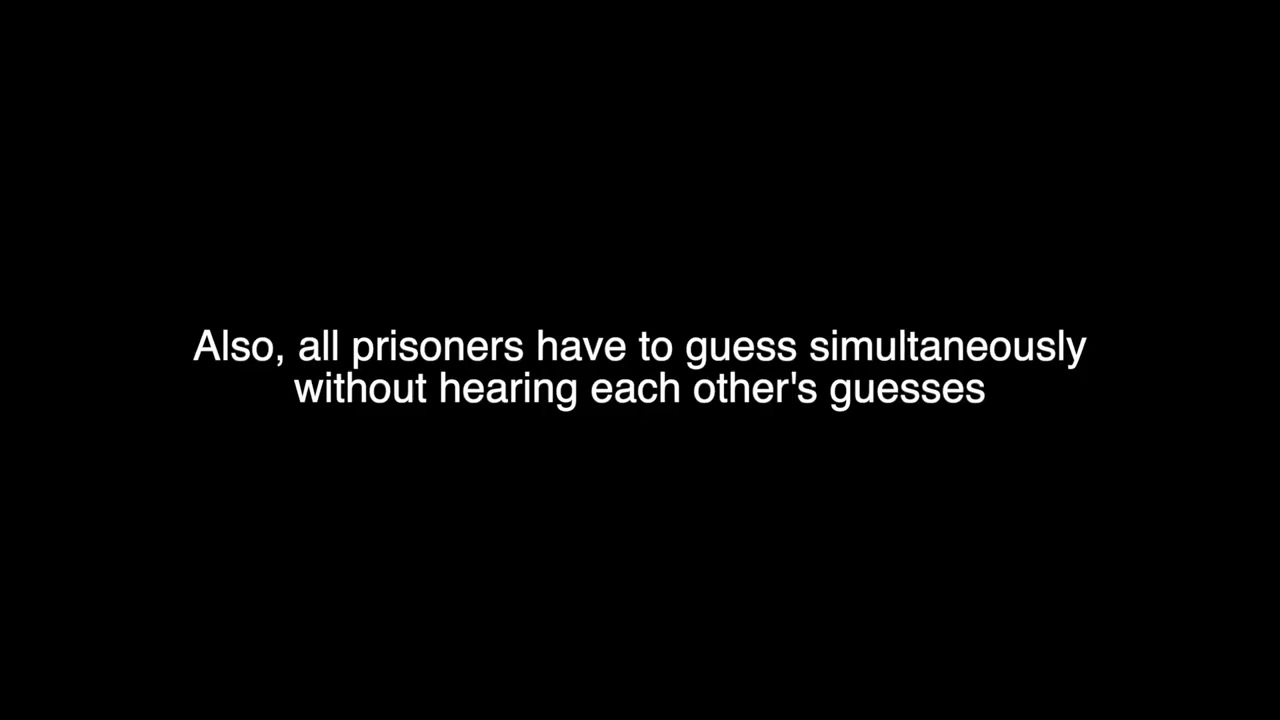 Also, all prisoners have to guess simultaneously
without hearing each other's guesses